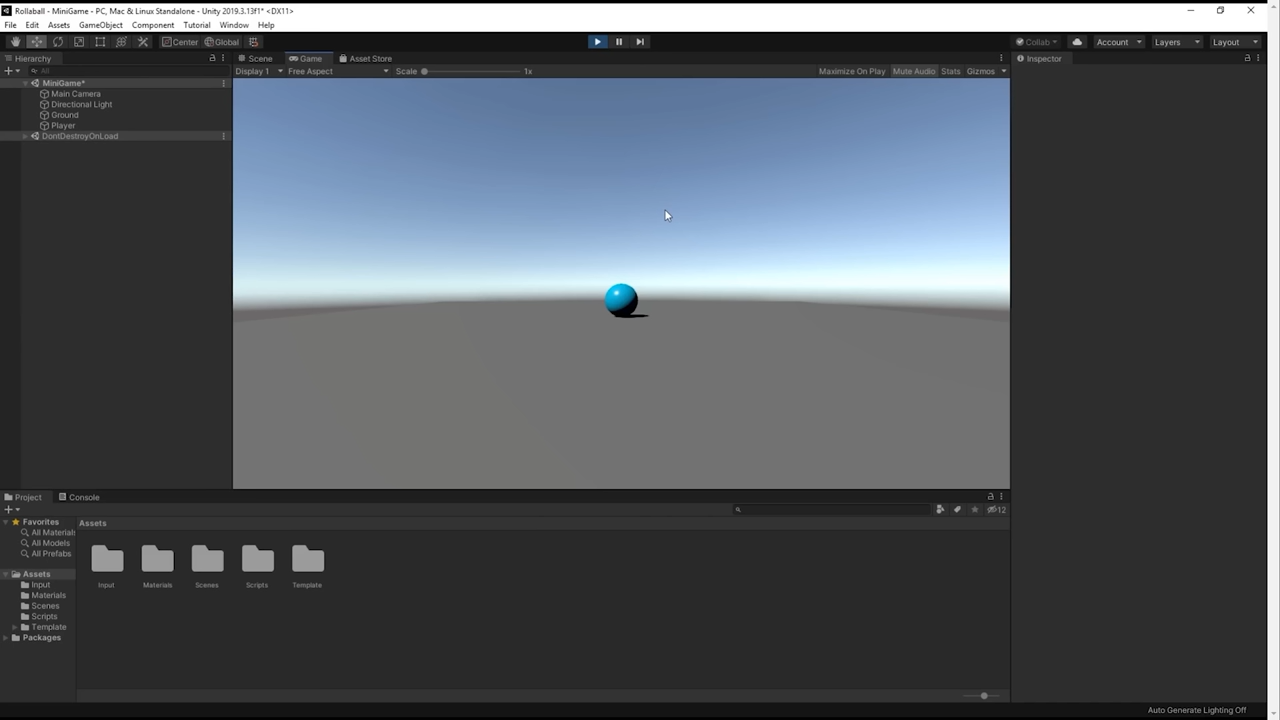 Rollaball - MiniGame - PC, Mac & Linux Standalone - Unity 2019.3.13f1* <DX11>
File Edit Assets GameObject Component Tutorial Window Help
Center Global Collab Account Layers Layout
Hierarchy Scene Game Asset Store Inspector
All Display 1 Free Aspect Scale 1x Maximize On Play Mute Audio Stats Gizmos
MiniGame*
Main Camera
Directional Light
Ground
Player
DontDestroyOnLoad
Project Console
12
Favorites Assets
All Materials
All Models
All Prefabs
Assets
Input
Materials
Scenes
Scripts
Template
Packages
Input Materials Scenes Scripts Template
Auto Generate Lighting Off